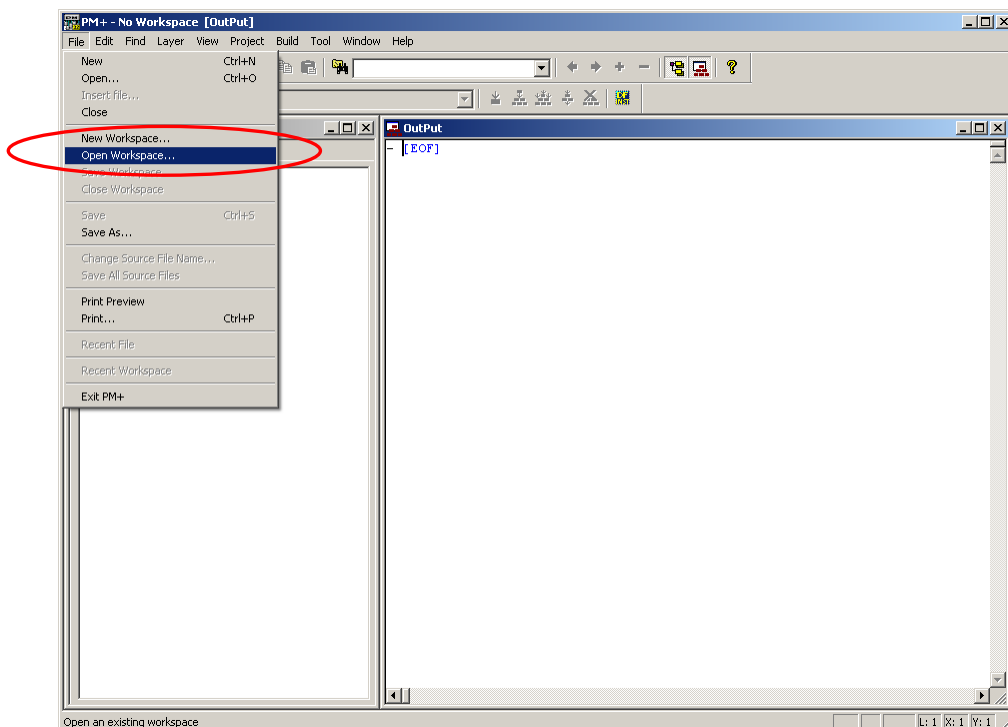 PM+ - No Workspace [OutPut]
File Edit Find Layer View Project Build Tool Window Help
New Ctrl+N
Open... Ctrl+O
Insert file...
Close
New Workspace...
Open Workspace...
Save Workspace
Close Workspace
Save Ctrl+S
Save As...
Change Source File Name...
Save All Source Files
Print Preview
Print... Ctrl+P
Recent File
Recent Workspace
Exit PM+
OutPut
[EOF]
Open an existing workspace
L: 1 X: 1 Y: 1